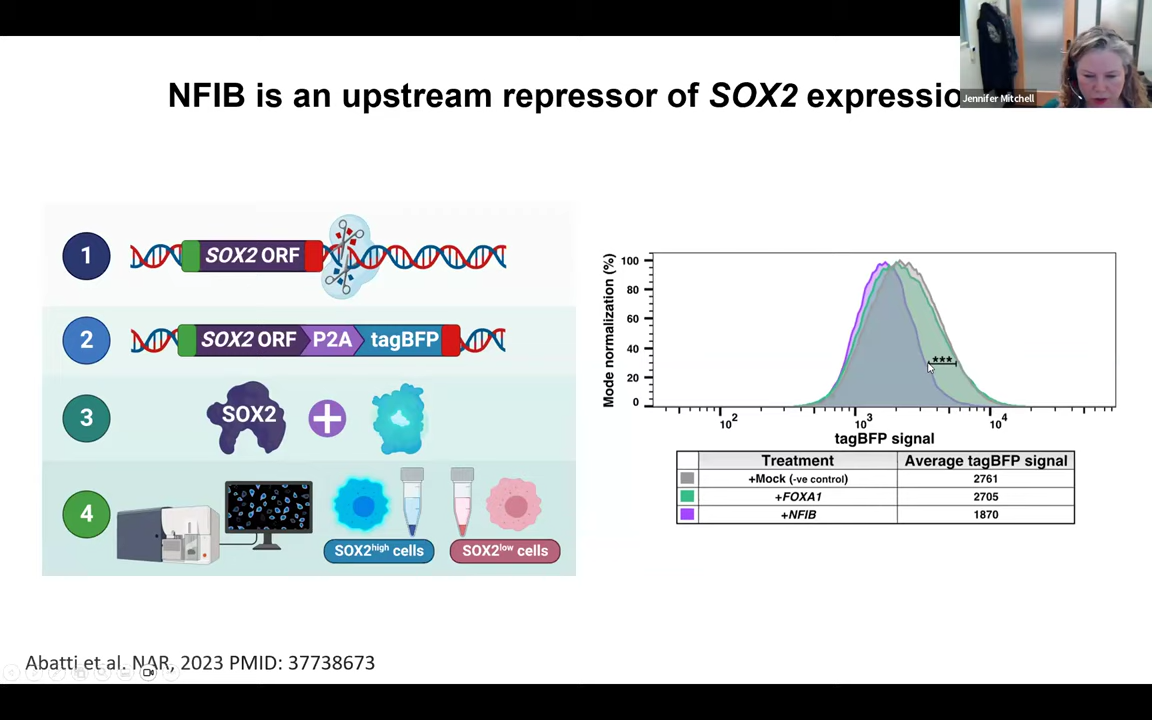 NFIB is an upstream repressor of SOX2 expressio
Jennifer Mitchell
1
SOX2 ORF
2
SOX2 ORF P2A tagBFP
3
SOX2
4
SOX2high cells
SOX2low cells
Mode normalization (%)
100
80
60
40
20
0
***
10² 10³ 10⁴
tagBFP signal
Treatment Average tagBFP signal
+Mock (-ve control) 2761
+FOXA1 2705
+NFIB 1870
Abatti et al. NAR, 2023 PMID: 37738673